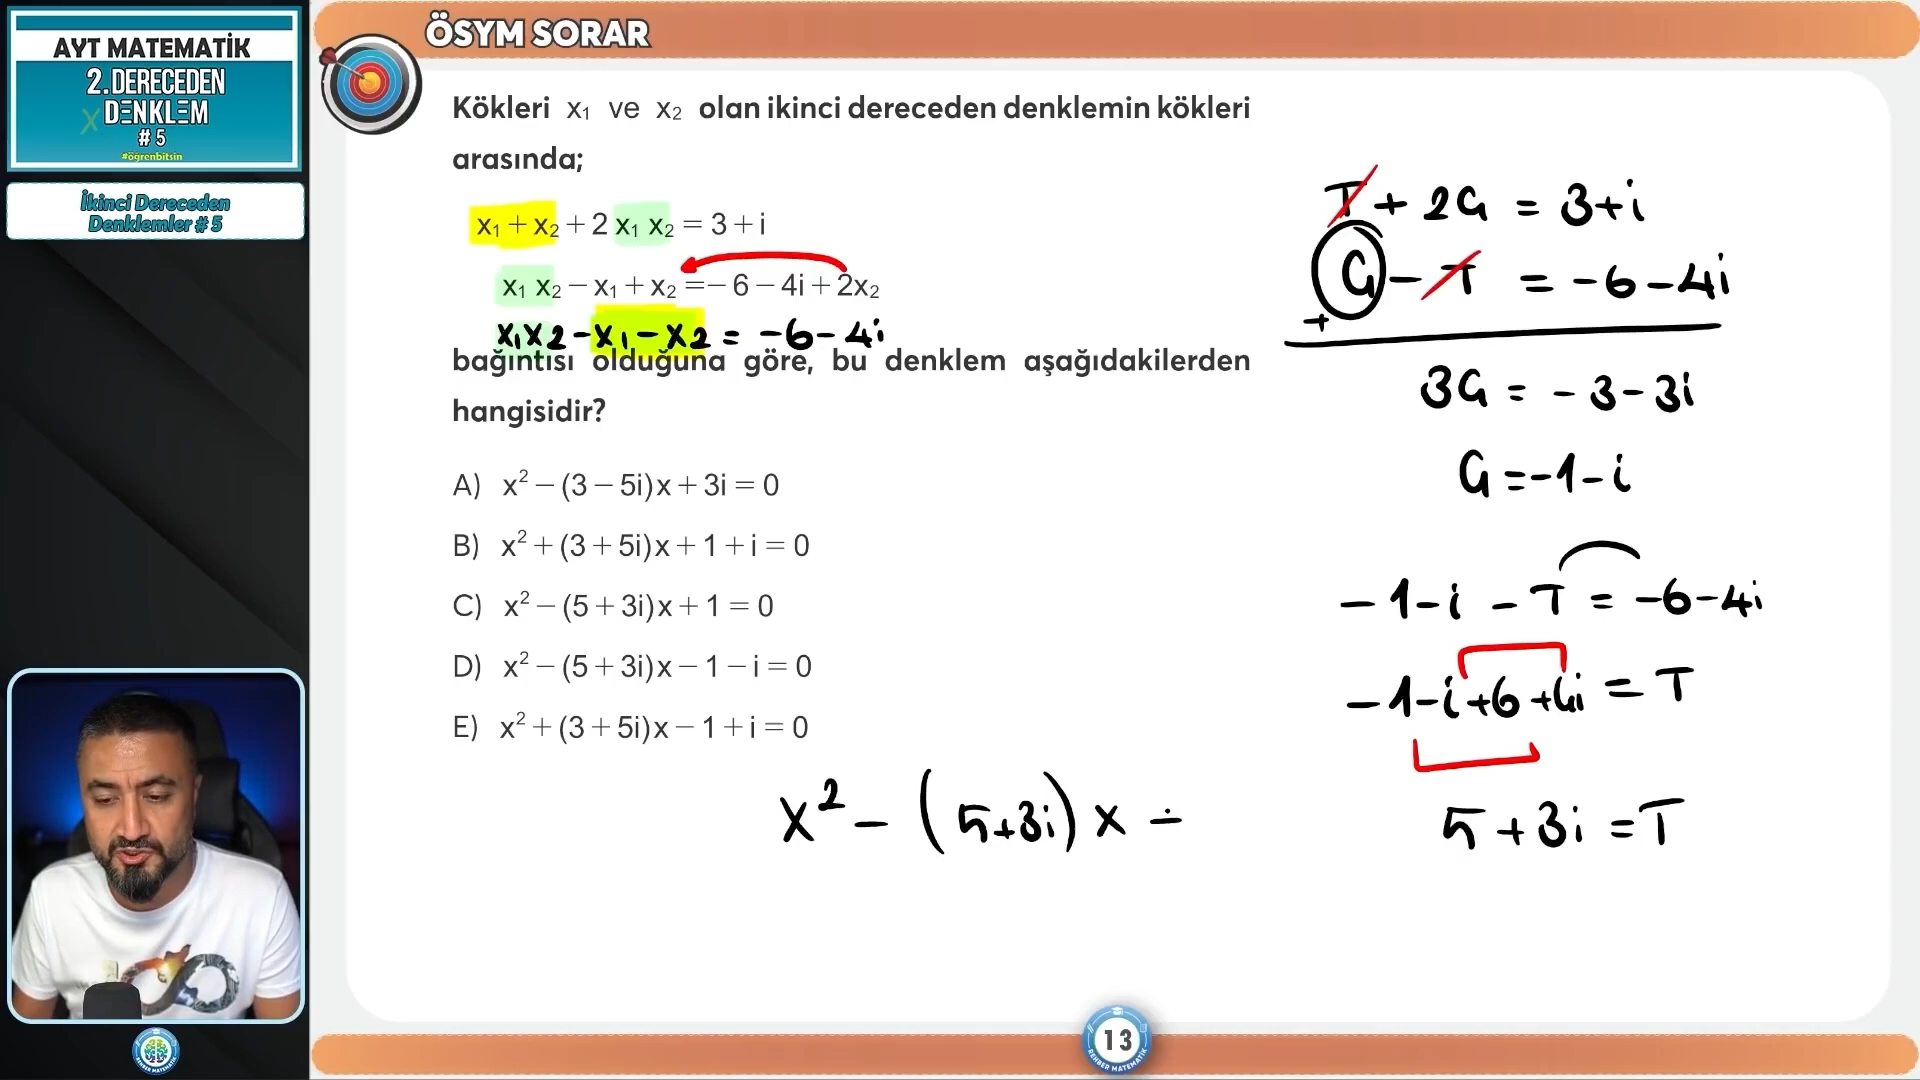 AYT MATEMATİK
2.DERECEDEN
DENKLEM
# 5
#öğrenbitsin
İkinci Dereceden
Denklemler # 5
ÖSYM SORAR
Kökleri x₁ ve x₂ olan ikinci dereceden denklemin kökleri
arasında;
x₁ + x₂ + 2 x₁ x₂ = 3 + i
x₁ x₂ − x₁ + x₂ = − 6 − 4i + 2x₂
x₁x₂ - x₁ - x₂ = -6 - 4i
bağıntısı olduğuna göre, bu denklem aşağıdakilerden
hangisidir?
A) x² − (3 − 5i)x + 3i = 0
B) x² + (3 + 5i)x + 1 + i = 0
C) x² − (5 + 3i)x + 1 = 0
D) x² − (5 + 3i)x − 1 − i = 0
E) x² + (3 + 5i)x − 1 + i = 0
x² - (5+3i) x -
T + 2Ç = 3+i
Ç - T = -6-4i
+
3Ç = -3-3i
Ç = -1-i
-1-i - T = -6-4i
-1-i+6+4i = T
5+3i = T
13
REHBER MATEMATİK